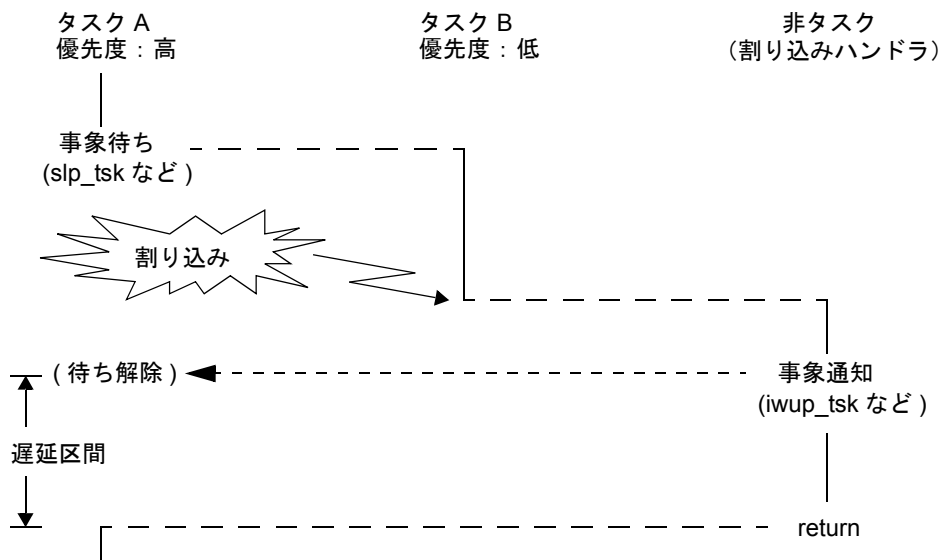 タスク A
優先度：高
タスク B
優先度：低
非タスク
（割り込みハンドラ）
事象待ち
(slp_tsk など )
割り込み
( 待ち解除 )
事象通知
(iwup_tsk など )
遅延区間
return